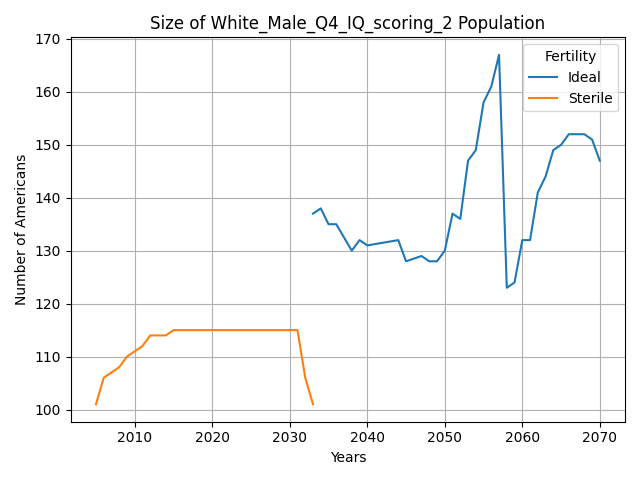 Size of White_Male_Q4_IQ_scoring_2 Population
Number of Americans
170
160
150
140
130
120
110
100
Fertility
Ideal
Sterile
2010 2020 2030 2040 2050 2060 2070
Years